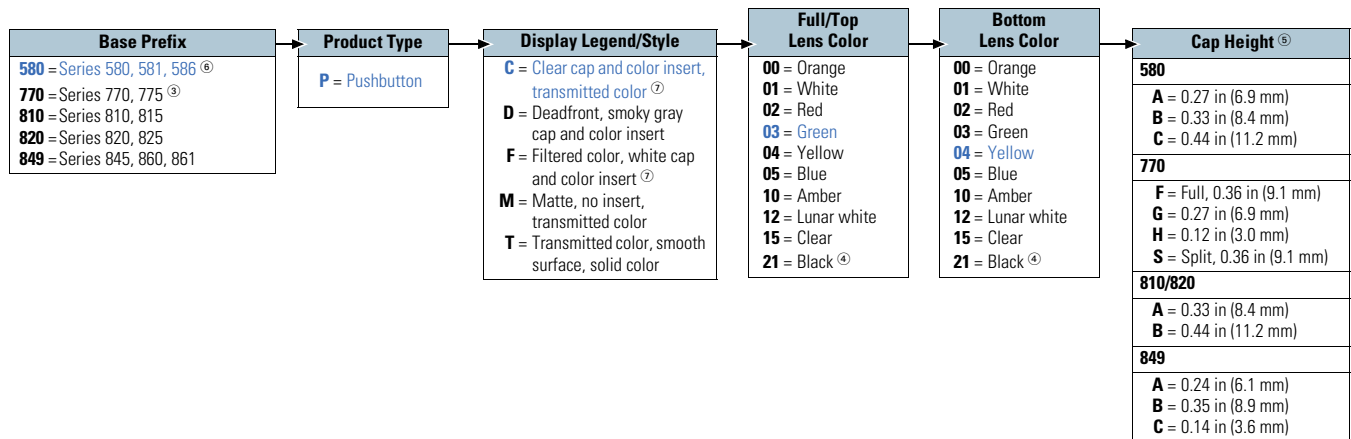 Base Prefix
580 = Series 580, 581, 586 ⑥
770 = Series 770, 775 ③
810 = Series 810, 815
820 = Series 820, 825
849 = Series 845, 860, 861
Product Type
P = Pushbutton
Display Legend/Style
C = Clear cap and color insert,
transmitted color ⑦
D = Deadfront, smoky gray
cap and color insert
F = Filtered color, white cap
and color insert ⑦
M = Matte, no insert,
transmitted color
T = Transmitted color, smooth
surface, solid color
Full/Top
Lens Color
00 = Orange
01 = White
02 = Red
03 = Green
04 = Yellow
05 = Blue
10 = Amber
12 = Lunar white
15 = Clear
21 = Black ④
Bottom
Lens Color
00 = Orange
01 = White
02 = Red
03 = Green
04 = Yellow
05 = Blue
10 = Amber
12 = Lunar white
15 = Clear
21 = Black ④
Cap Height ⑤
580
A = 0.27 in (6.9 mm)
B = 0.33 in (8.4 mm)
C = 0.44 in (11.2 mm)
770
F = Full, 0.36 in (9.1 mm)
G = 0.27 in (6.9 mm)
H = 0.12 in (3.0 mm)
S = Split, 0.36 in (9.1 mm)
810/820
A = 0.33 in (8.4 mm)
B = 0.44 in (11.2 mm)
849
A = 0.24 in (6.1 mm)
B = 0.35 in (8.9 mm)
C = 0.14 in (3.6 mm)